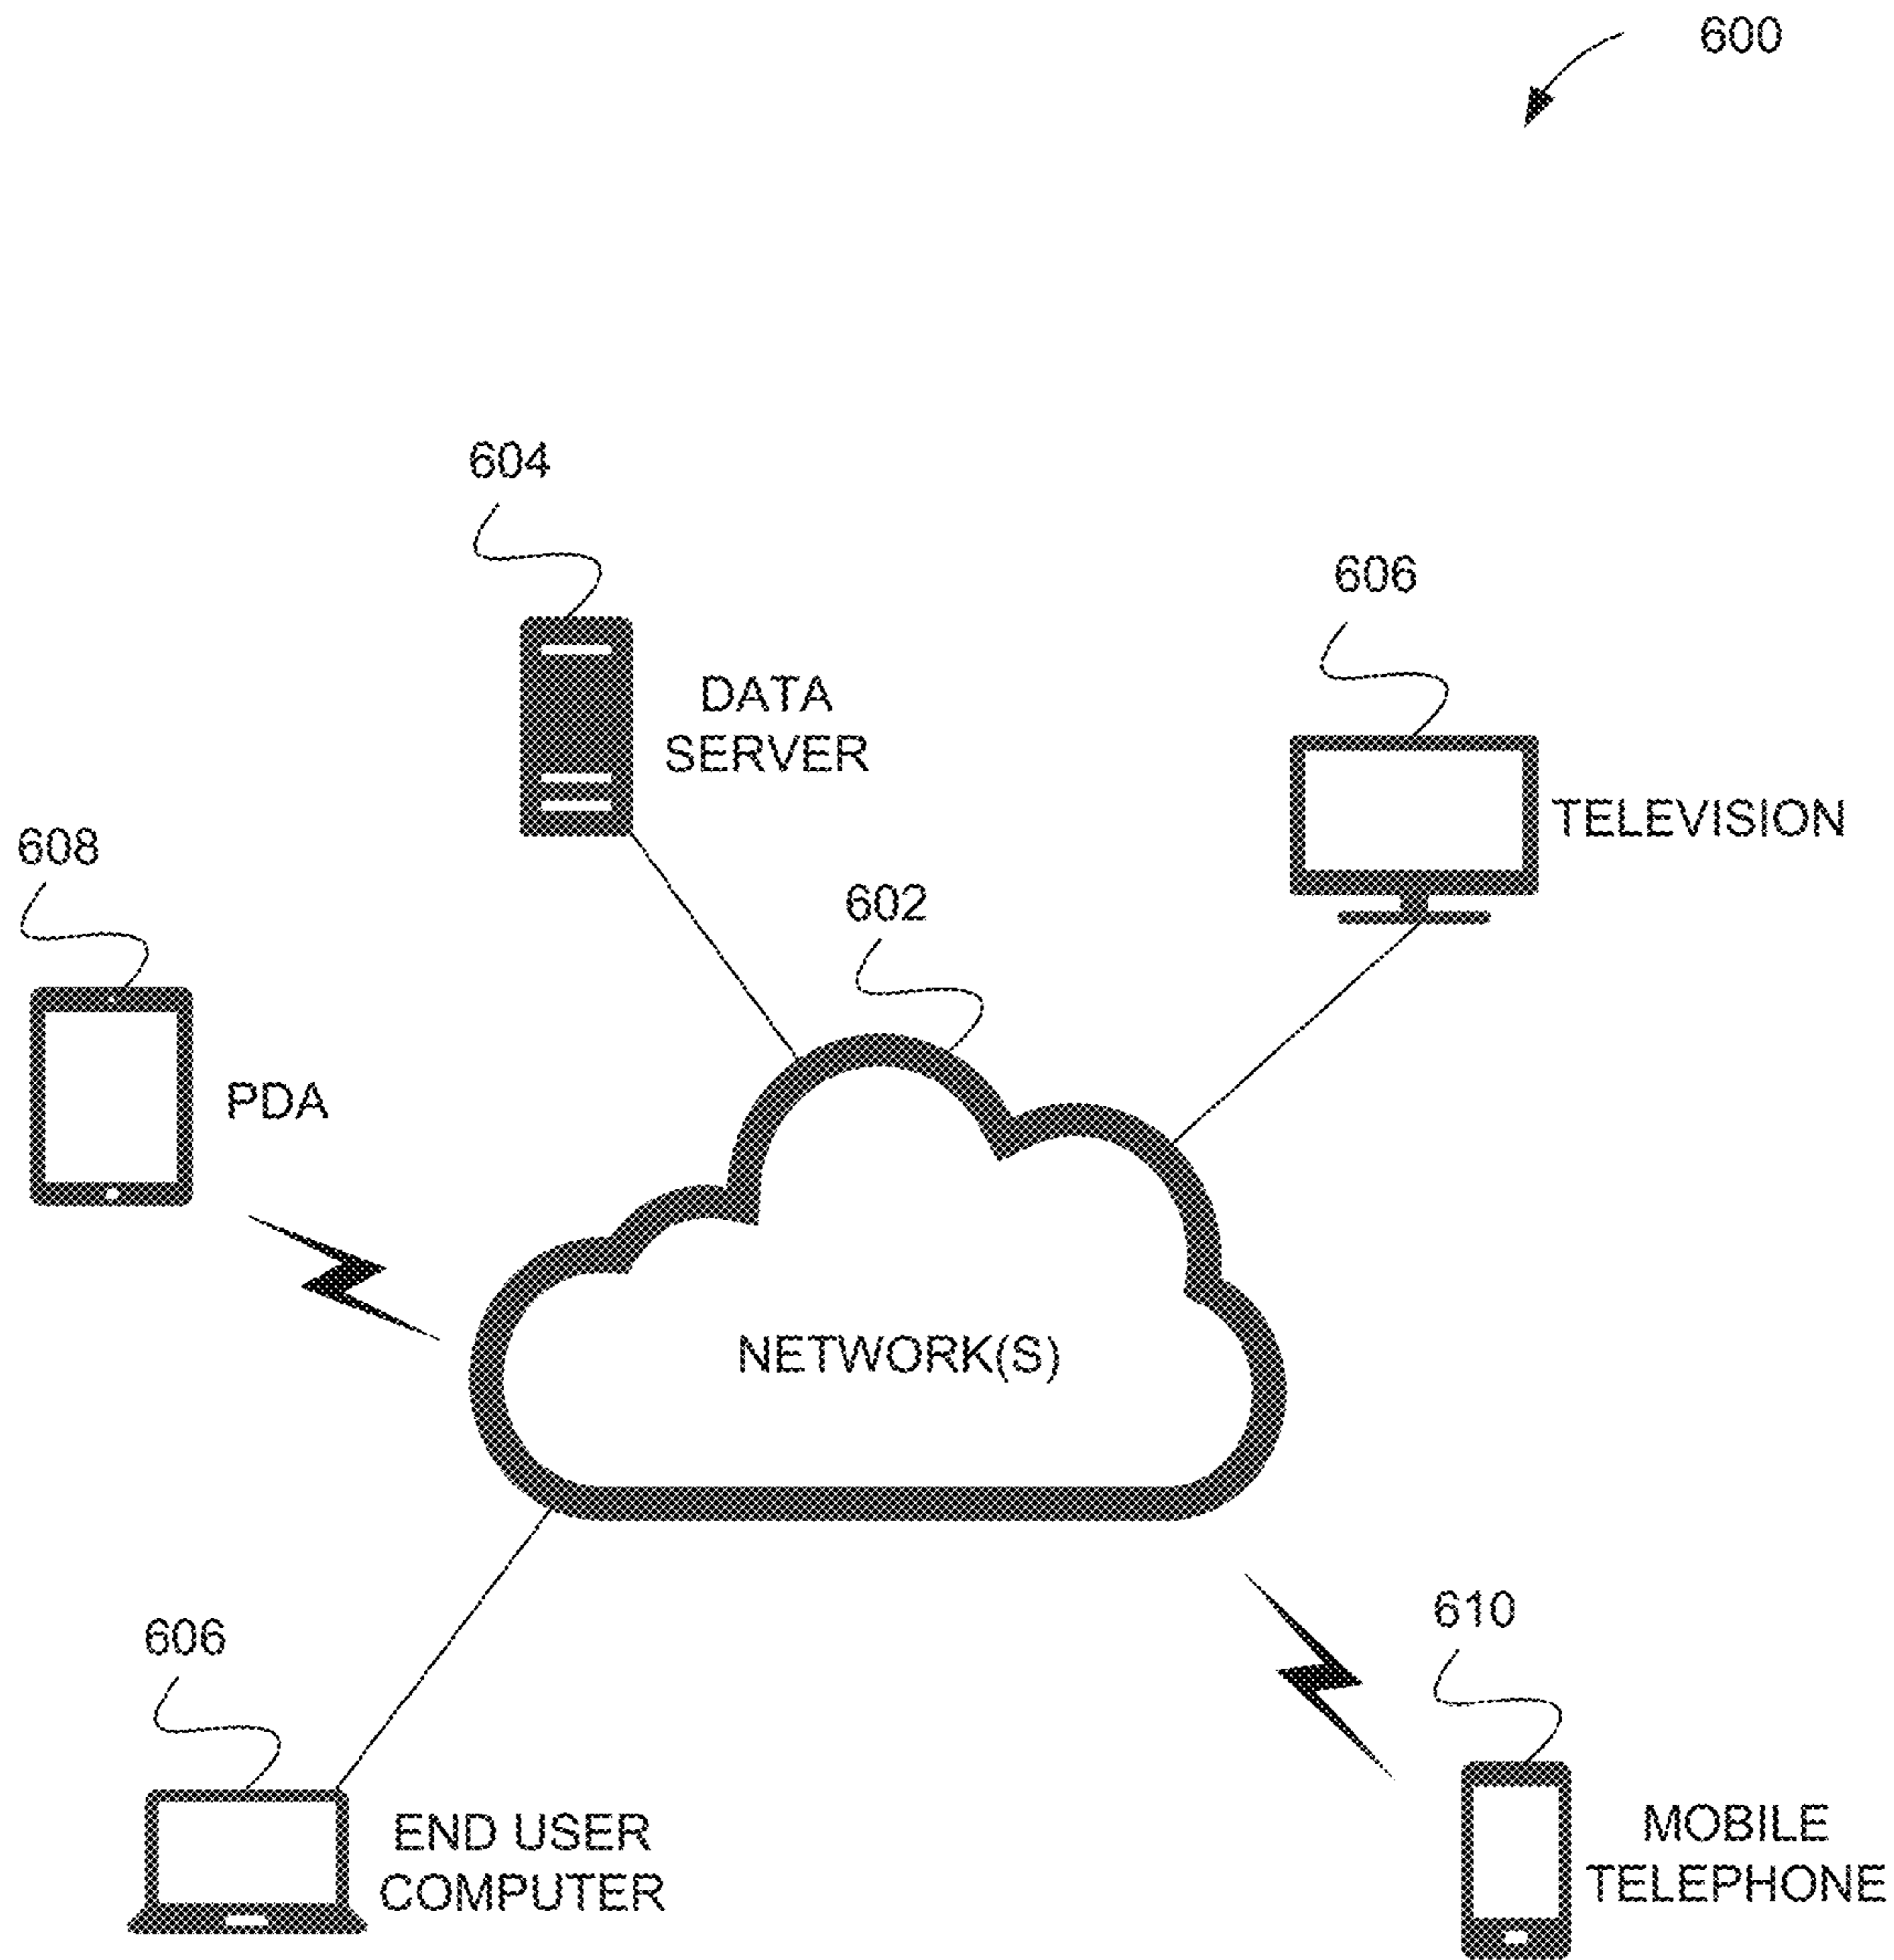 600
604
DATA
SERVER
606
TELEVISION
608
PDA
602
NETWORK(S)
606
END USER
COMPUTER
610
MOBILE
TELEPHONE